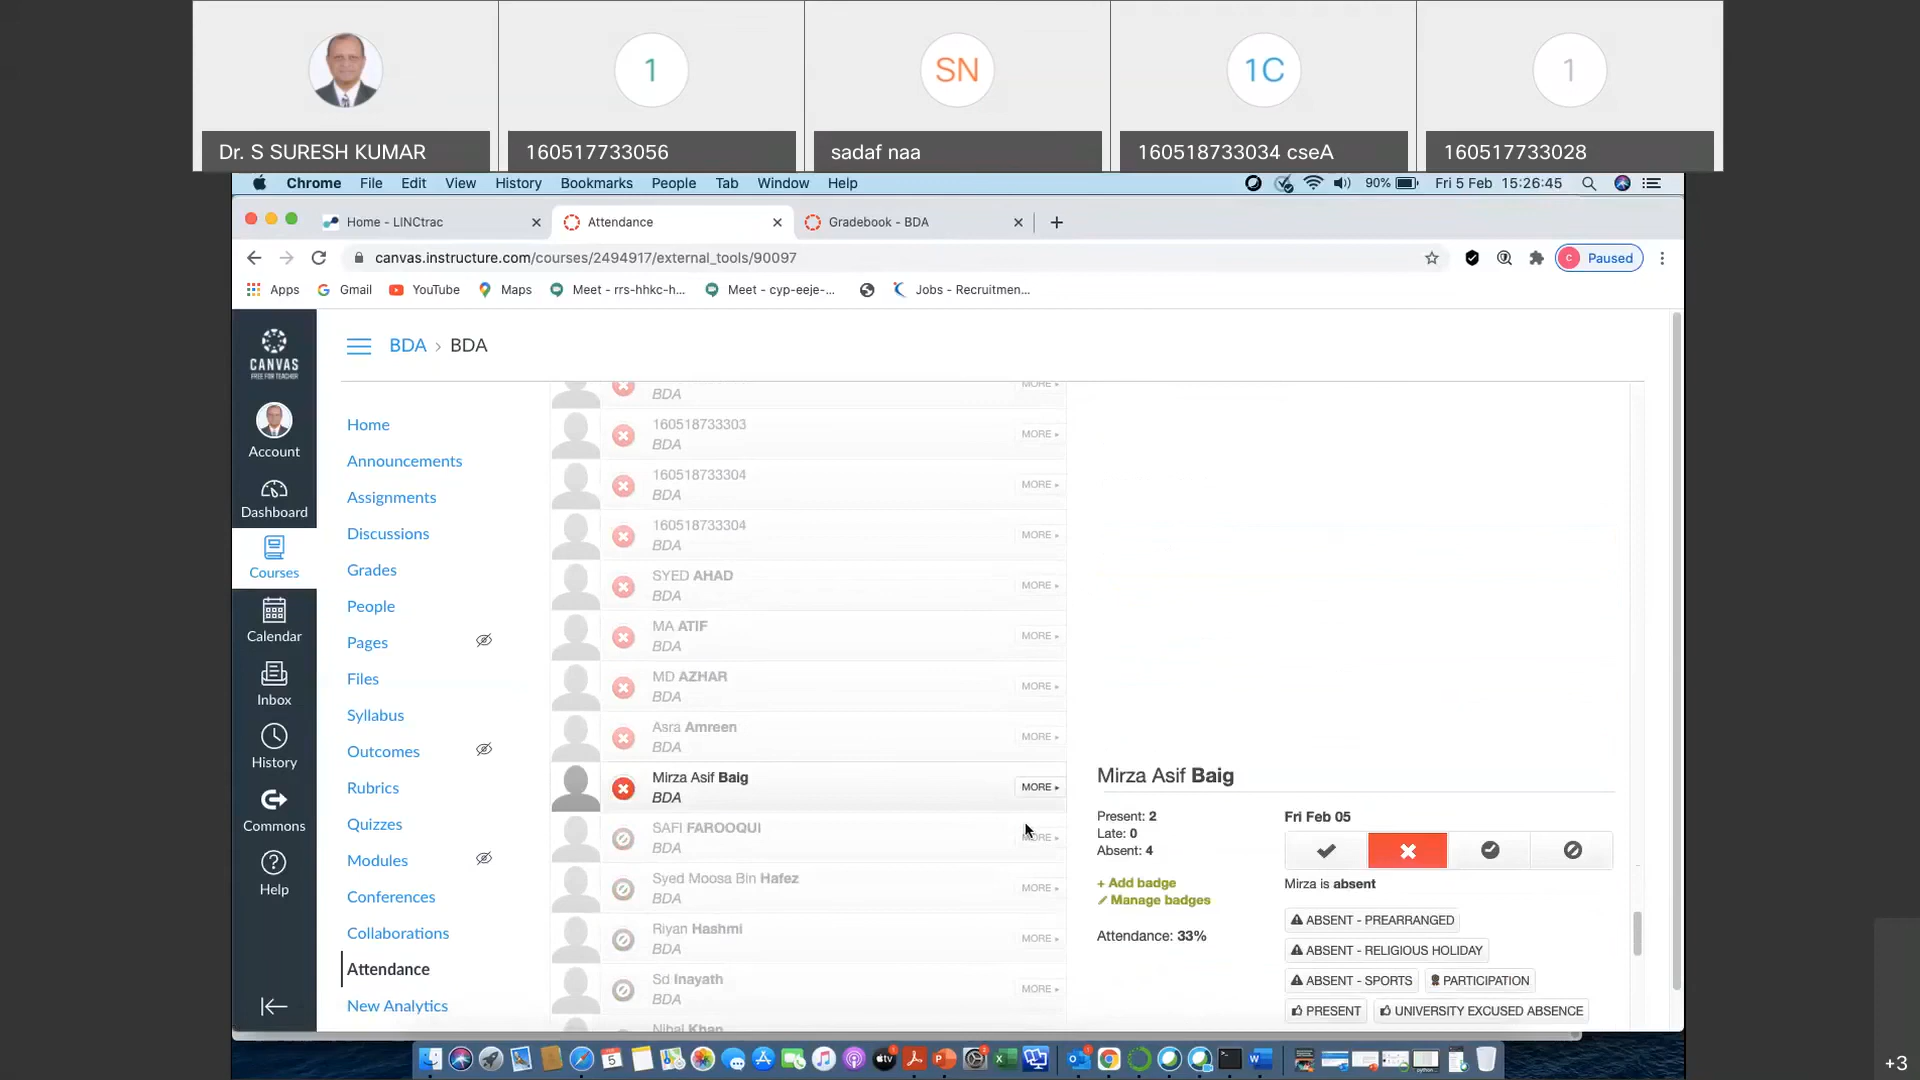 1
SN
1C
1
Dr. S SURESH KUMAR
160517733056
sadaf naa
160518733034 cseA
160517733028
Chrome File Edit View History Bookmarks People Tab Window Help
90% Fri 5 Feb 15:26:45
Home - LINCtrac
Attendance
Gradebook - BDA
canvas.instructure.com/courses/2494917/external_tools/90097
C Paused
Apps Gmail YouTube Maps Meet - rrs-hhkc-h... Meet - cyp-eeje-... Jobs - Recruitmen...
CANVAS
FREE FOR TEACHER
Account
Dashboard
Courses
Calendar
Inbox
History
Commons
Help
BDA › BDA
Home
Announcements
Assignments
Discussions
Grades
People
Pages
Files
Syllabus
Outcomes
Rubrics
Quizzes
Modules
Conferences
Collaborations
Attendance
New Analytics
MORE
BDA
160518733303
BDA
MORE
160518733304
BDA
MORE
160518733304
BDA
MORE
SYED AHAD
BDA
MORE
MA ATIF
BDA
MORE
MD AZHAR
BDA
MORE
Asra Amreen
BDA
MORE
Mirza Asif Baig
BDA
MORE
SAFI FAROOQUI
BDA
MORE
Syed Moosa Bin Hafez
BDA
MORE
Riyan Hashmi
BDA
MORE
Sd Inayath
BDA
MORE
Nihal Khan
Mirza Asif Baig
Present: 2
Late: 0
Absent: 4
+ Add badge
Manage badges
Attendance: 33%
Fri Feb 05
Mirza is absent
ABSENT - PREARRANGED
ABSENT - RELIGIOUS HOLIDAY
ABSENT - SPORTS
PARTICIPATION
PRESENT
UNIVERSITY EXCUSED ABSENCE
+3